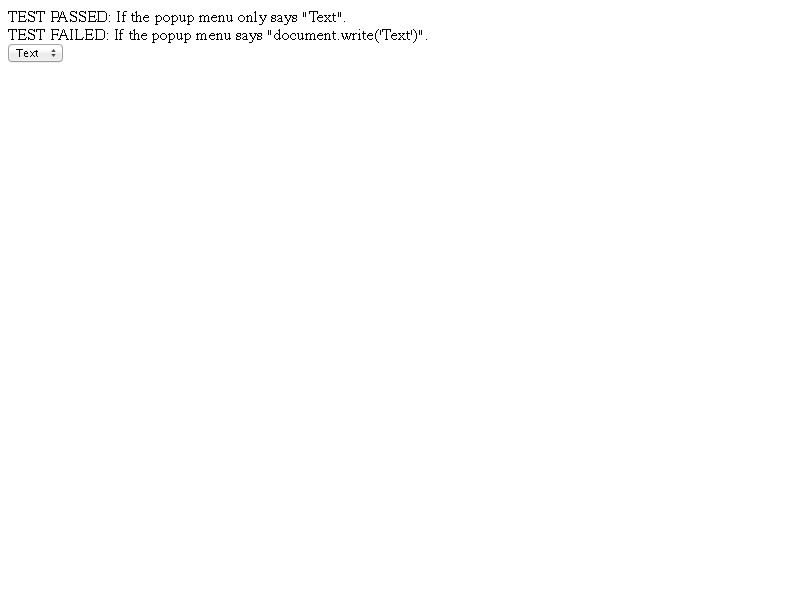 TEST PASSED: If the popup menu only says "Text".
TEST FAILED: If the popup menu says "document.write('Text')".
Text